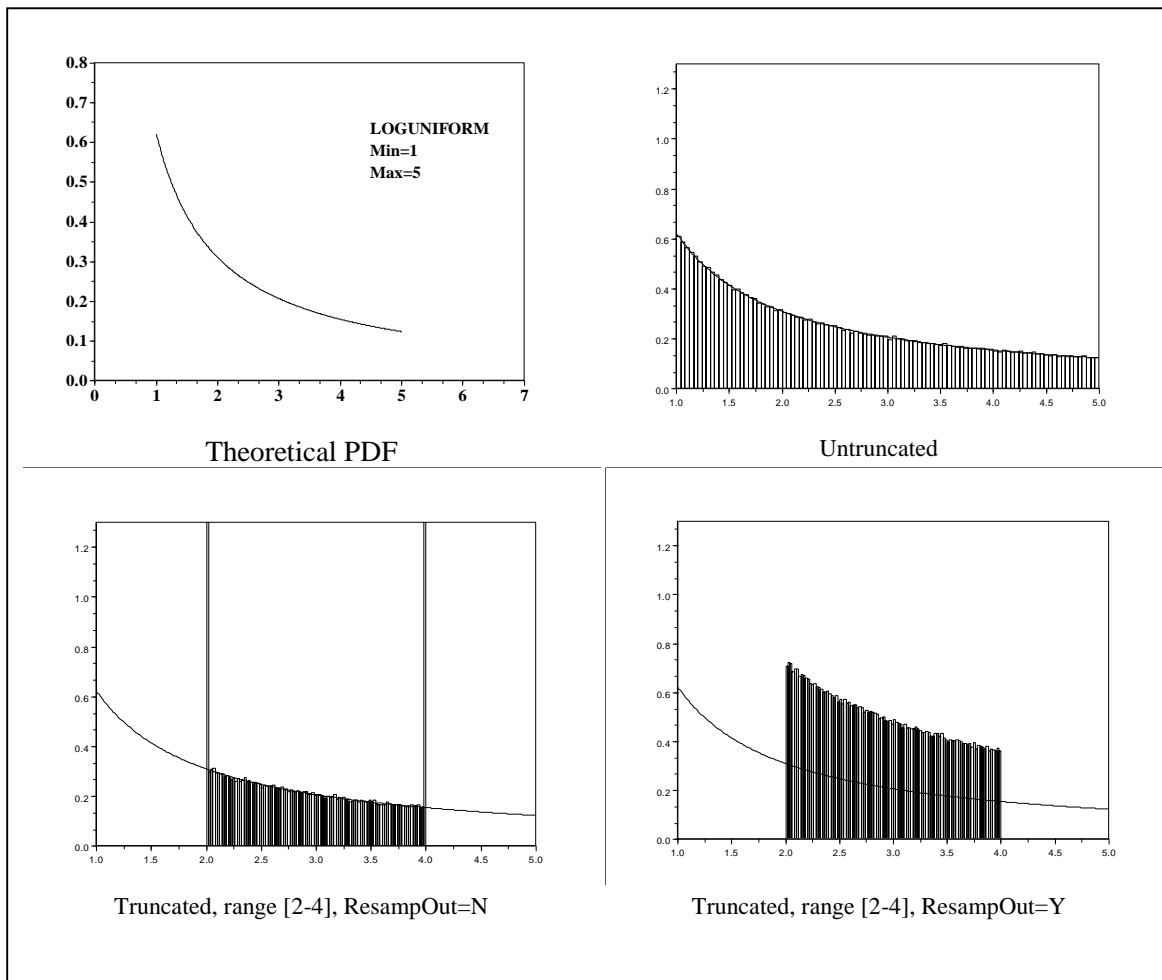 0.8
0.7
0.6
0.5
0.4
0.3
0.2
0.1
0.0
0 1 2 3 4 5 6 7
LOGUNIFORM
Min=1
Max=5
Theoretical PDF
1.2
1.0
0.8
0.6
0.4
0.2
0.0
1.0 1.5 2.0 2.5 3.0 3.5 4.0 4.5 5.0
Untruncated
1.2
1.0
0.8
0.6
0.4
0.2
0.0
1.0 1.5 2.0 2.5 3.0 3.5 4.0 4.5 5.0
Truncated, range [2-4], ResampOut=N
1.2
1.0
0.8
0.6
0.4
0.2
0.0
1.0 1.5 2.0 2.5 3.0 3.5 4.0 4.5 5.0
Truncated, range [2-4], ResampOut=Y